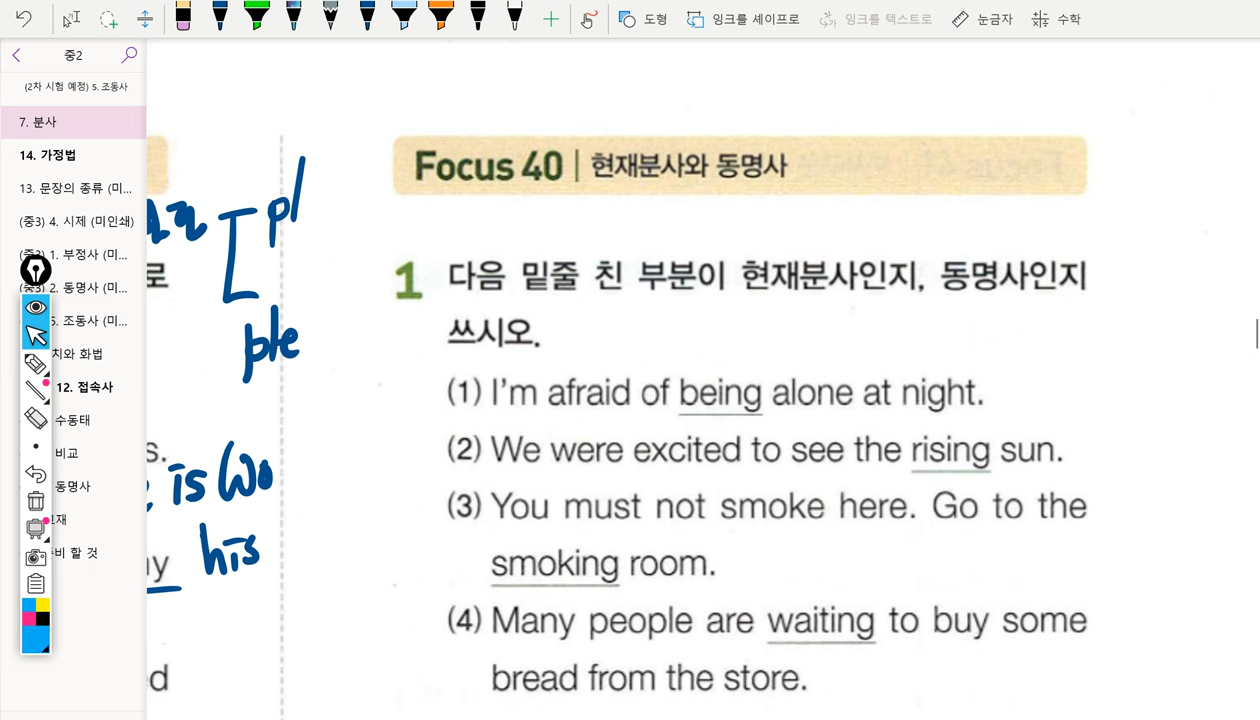 도형
잉크를 셰이프로
잉크를 텍스트로
눈금자
수학
중2
(2차 시험 예정) 5. 조동사
7. 분사
14. 가정법
13. 문장의 종류 (미...
(중3) 4. 시제 (미인쇄)
1. 부정사 (미...
2. 동명사 (미...
조동사 (미...
치와 화법
12. 접속사
수동태
비교
동명사
비 할 것
로
pl
ple
s.
is
his
Focus 40 | 현재분사와 동명사
1 다음 밑줄 친 부분이 현재분사인지, 동명사인지
쓰시오.
(1) I'm afraid of being alone at night.
(2) We were excited to see the rising sun.
(3) You must not smoke here. Go to the
smoking room.
(4) Many people are waiting to buy some
bread from the store.